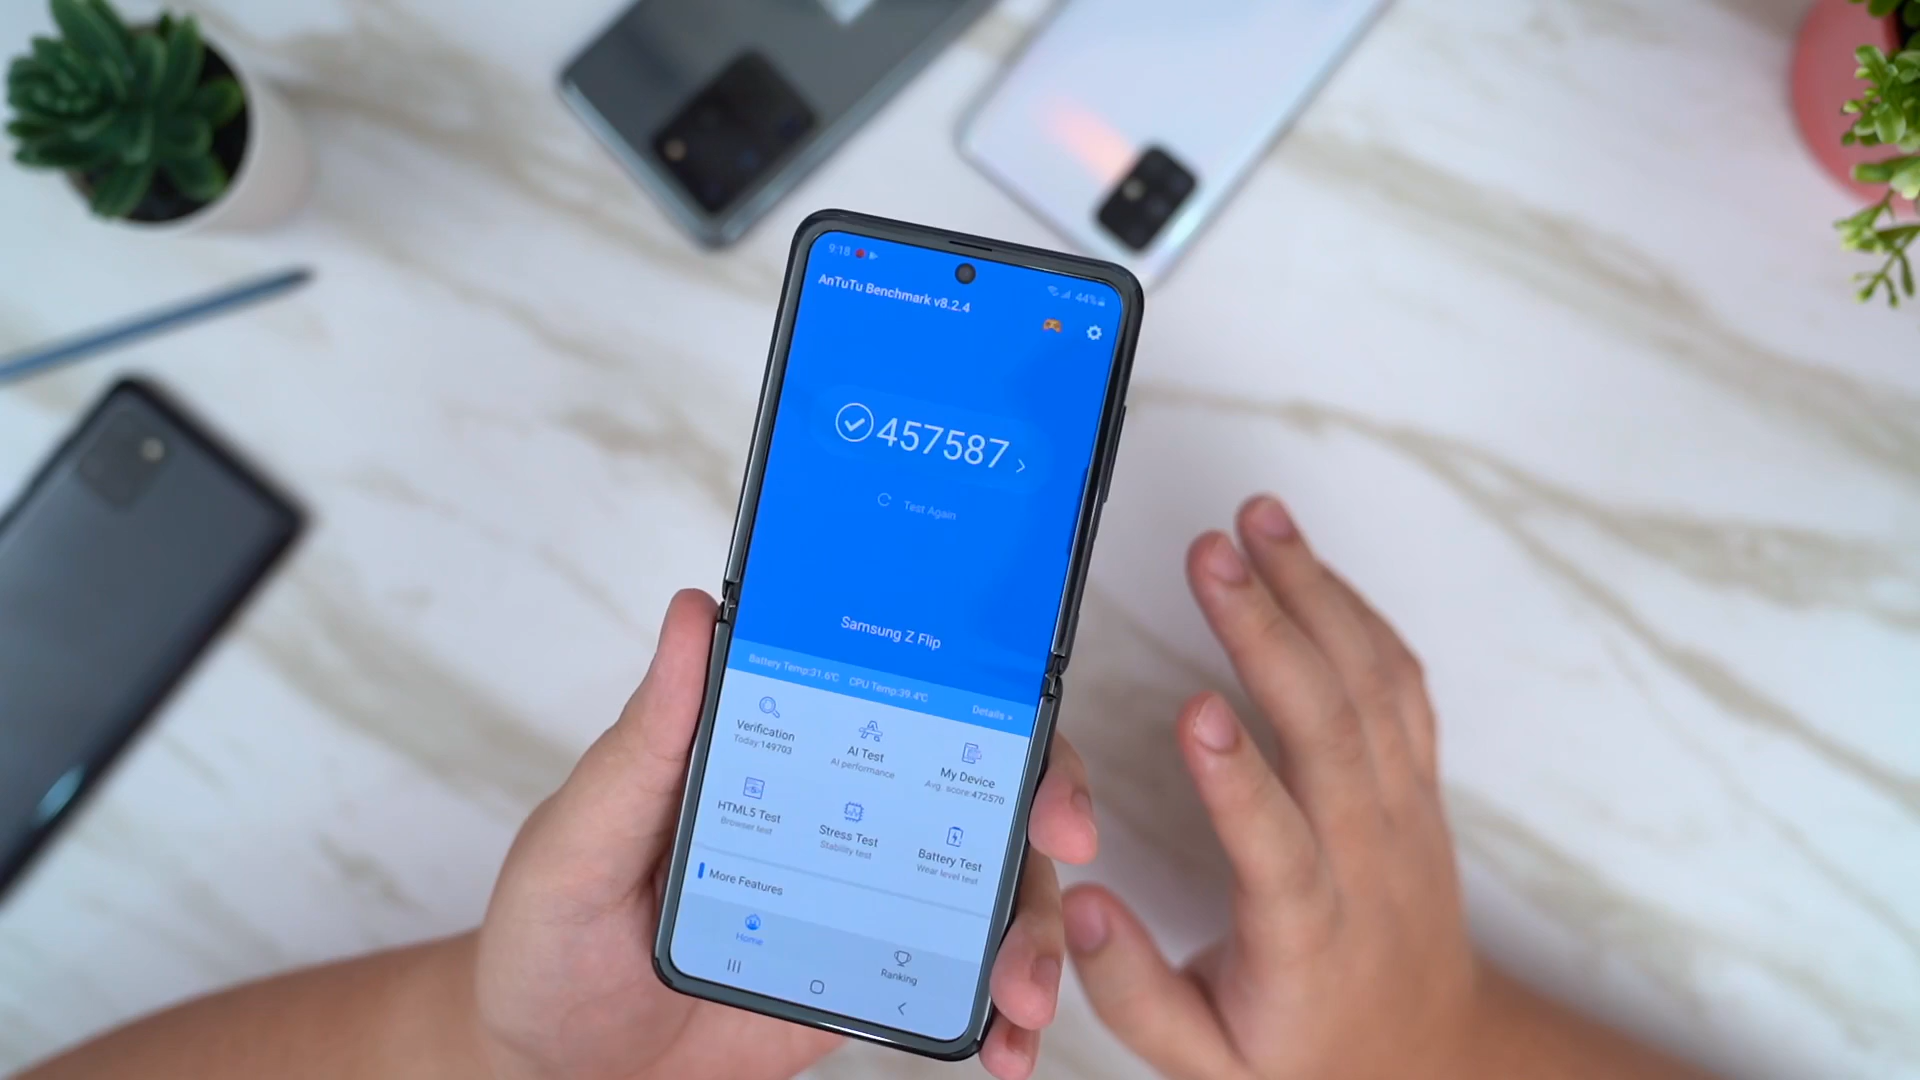 9:18
44%
AnTuTu Benchmark v8.2.4
457587
Test Again
Samsung Z Flip
Battery Temp:31.6℃ CPU Temp:39.4℃ Details »
Verification
Today:149703
AI Test
AI performance
My Device
Avg. score:472570
HTML5 Test
Browser test
Stress Test
Stability test
Battery Test
Wear level test
More Features
Home
Ranking